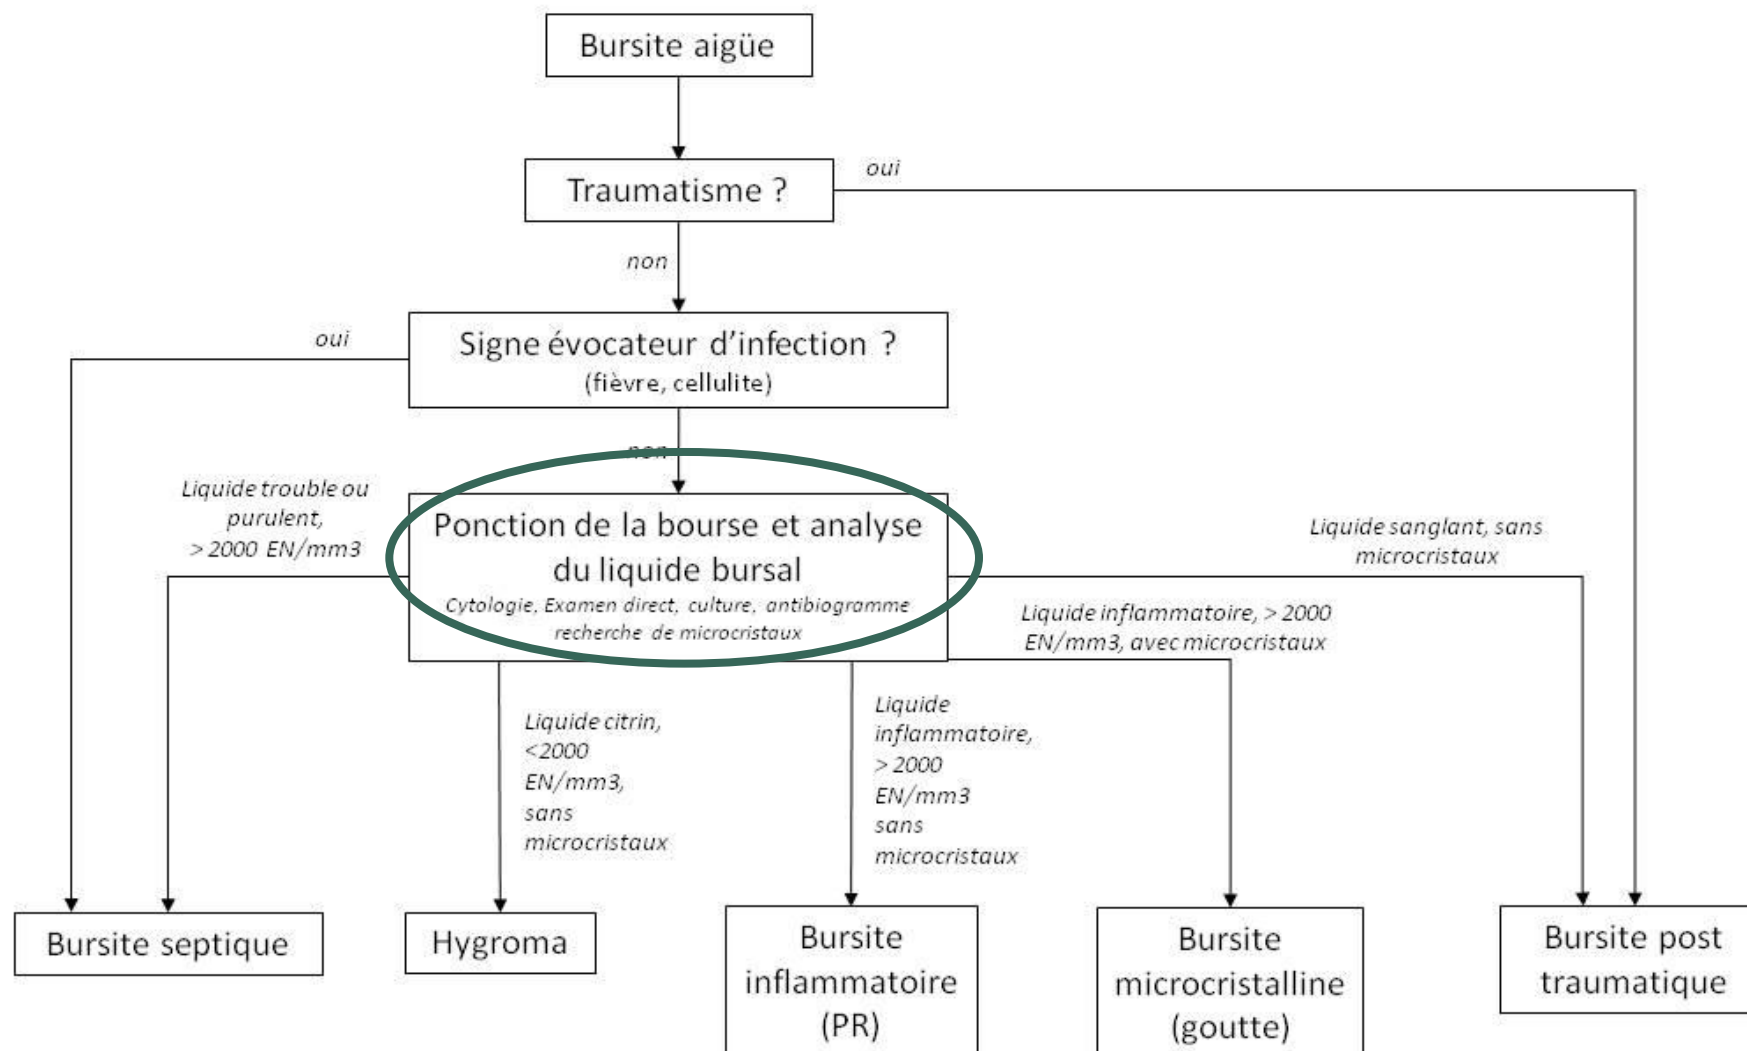 Bursite aigüe
Traumatisme ?
oui
non
Signe évocateur d'infection ?
(fièvre, cellulite)
oui
non
Liquide trouble ou
purulent,
> 2000 EN/mm3
Ponction de la bourse et analyse
du liquide bursal
Cytologie, Examen direct, culture, antibiogramme
recherche de microcristaux
Liquide sanglant, sans
microcristaux
Liquide inflammatoire, > 2000
EN/mm3, avec microcristaux
Liquide citrin,
<2000
EN/mm3,
sans
microcristaux
Liquide
inflammatoire,
> 2000
EN/mm3
sans
microcristaux
Bursite septique
Hygroma
Bursite
inflammatoire
(PR)
Bursite
microcristalline
(goutte)
Bursite post
traumatique